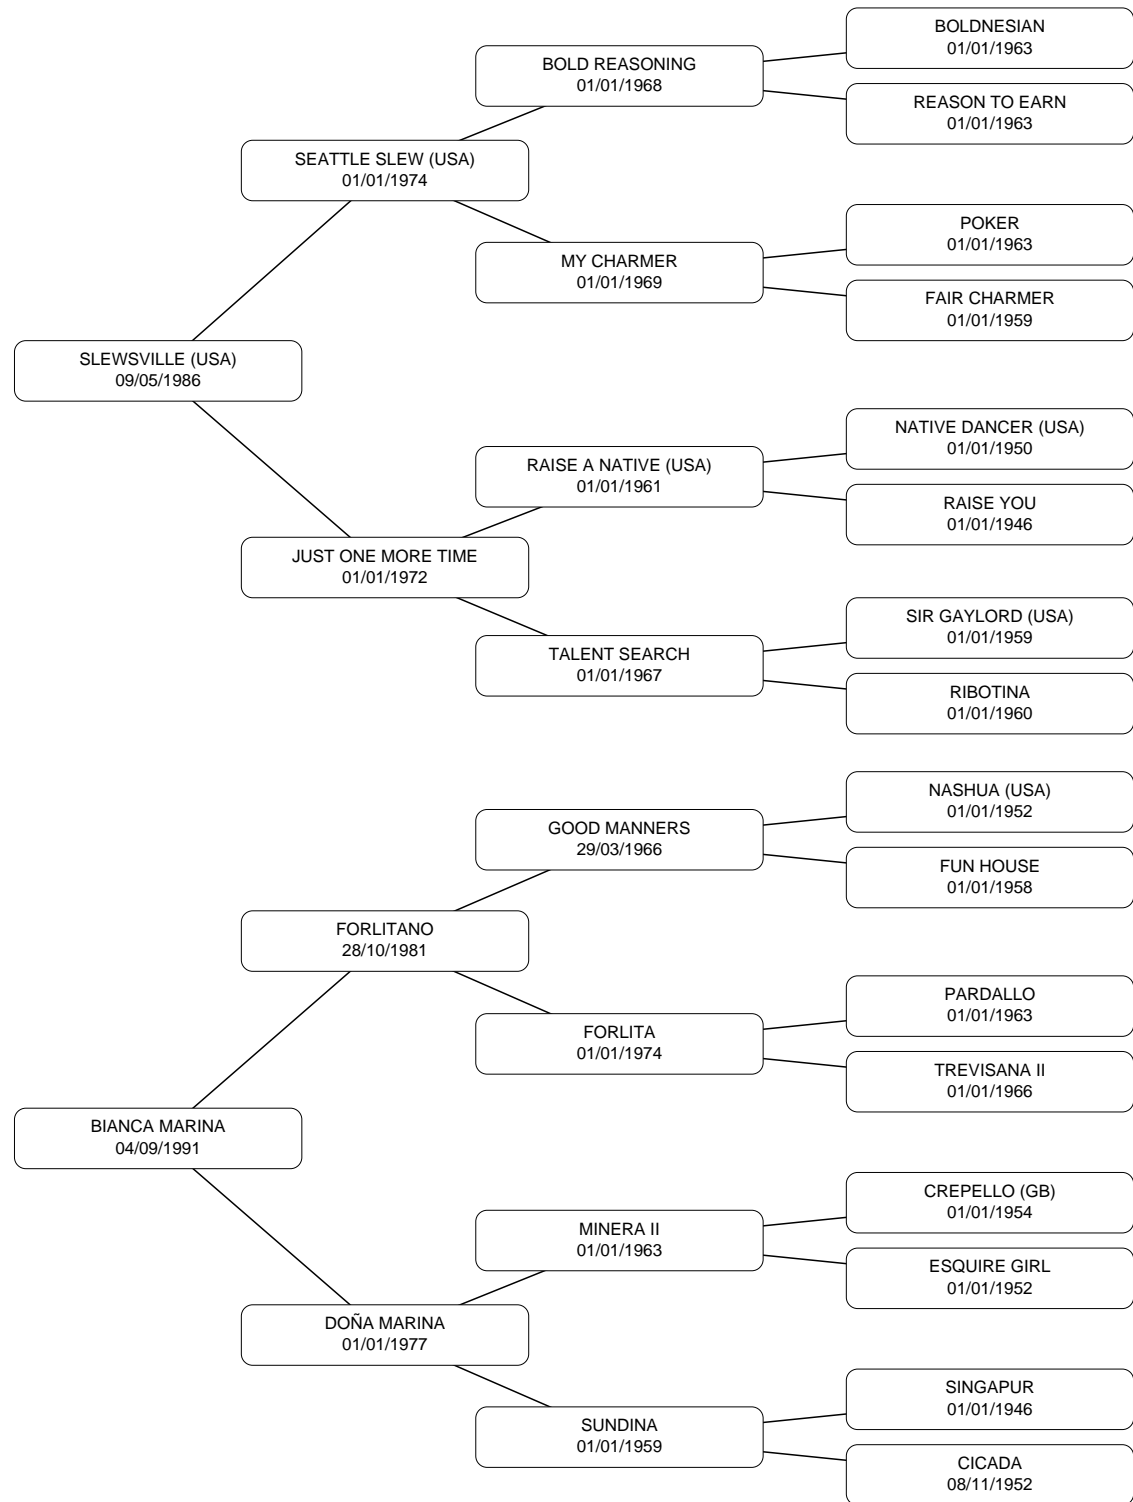 BOLDNESIAN
01/01/1963
BOLD REASONING
01/01/1968
REASON TO EARN
01/01/1963
SEATTLE SLEW (USA)
01/01/1974
POKER
01/01/1963
MY CHARMER
01/01/1969
FAIR CHARMER
01/01/1959
SLEWSVILLE (USA)
09/05/1986
NATIVE DANCER (USA)
01/01/1950
RAISE A NATIVE (USA)
01/01/1961
RAISE YOU
01/01/1946
JUST ONE MORE TIME
01/01/1972
SIR GAYLORD (USA)
01/01/1959
TALENT SEARCH
01/01/1967
RIBOTINA
01/01/1960
NASHUA (USA)
01/01/1952
GOOD MANNERS
29/03/1966
FUN HOUSE
01/01/1958
FORLITANO
28/10/1981
PARDALLO
01/01/1963
FORLITA
01/01/1974
TREVISANA II
01/01/1966
BIANCA MARINA
04/09/1991
CREPELLO (GB)
01/01/1954
MINERA II
01/01/1963
ESQUIRE GIRL
01/01/1952
DOÑA MARINA
01/01/1977
SINGAPUR
01/01/1946
SUNDINA
01/01/1959
CICADA
08/11/1952